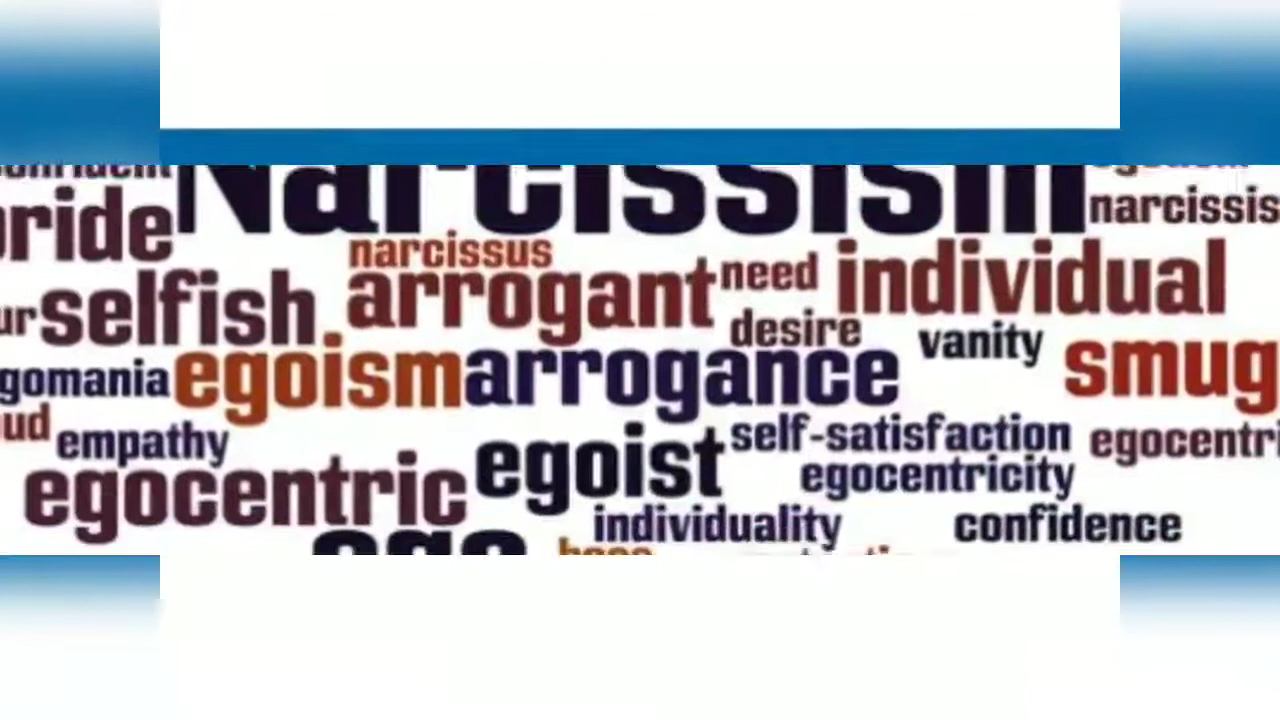 Narcissism
pride
narcissis
narcissus
arrogant
need
individual
selfish
desire
vanity
smug
gomania
egoism
arrogance
ud
empathy
self-satisfaction
egocentri
egoist
egocentricity
egocentric
individuality
confidence